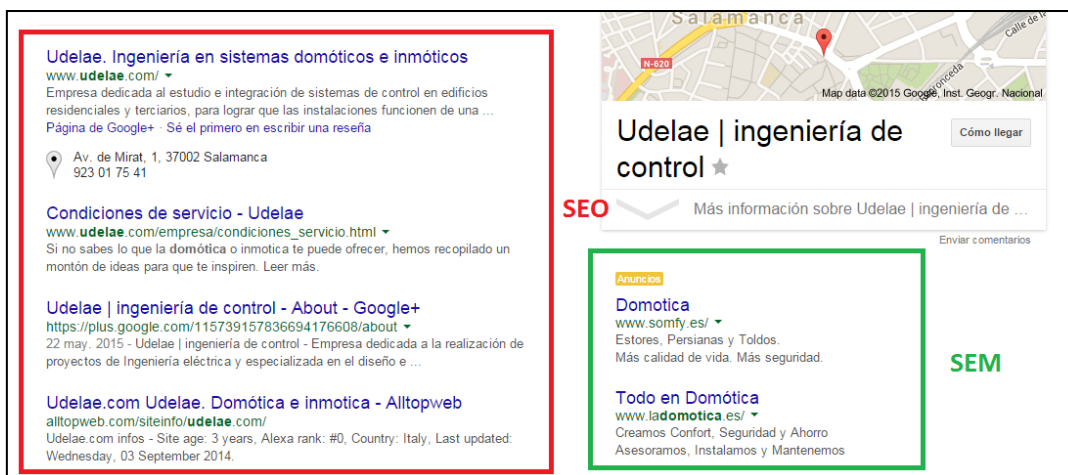 Udelae. Ingeniería en sistemas domóticos e inmóticos
www.udelae.com/
Empresa dedicada al estudio e integración de sistemas de control en edificios
residenciales y terciarios, para lograr que las instalaciones funcionen de una ...
Página de Google+ · Sé el primero en escribir una reseña
Av. de Mirat, 1, 37002 Salamanca
923 01 75 41
Condiciones de servicio - Udelae
www.udelae.com/empresa/condiciones_servicio.html
Si no sabes lo que la domótica o inmotica te puede ofrecer, hemos recopilado un
montón de ideas para que te inspiren. Leer más.
Udelae | ingeniería de control - About - Google+
https://plus.google.com/115739157836694176608/about
22 may. 2015 - Udelae | ingeniería de control - Empresa dedicada a la realización de
proyectos de Ingeniería eléctrica y especializada en el diseño e ...
Udelae.com Udelae. Domótica e inmotica - Alltopweb
alltopweb.com/siteinfo/udelae.com/
Udelae.com infos - Site age: 3 years, Alexa rank: #0, Country: Italy, Last updated:
Wednesday, 03 September 2014.
SEO
Salamanca
Calle de la
N-620
Map data ©2015 Google, Inst. Geogr. Nacional
Udelae | ingeniería de
control
Cómo llegar
Más información sobre Udelae | ingeniería de ...
Enviar comentarios
Anuncios
Domotica
www.somfy.es/
Estores, Persianas y Toldos.
Más calidad de vida. Más seguridad.
Todo en Domótica
www.ladomotica.es/
Creamos Confort, Seguridad y Ahorro
Asesoramos, Instalamos y Mantenemos
SEM